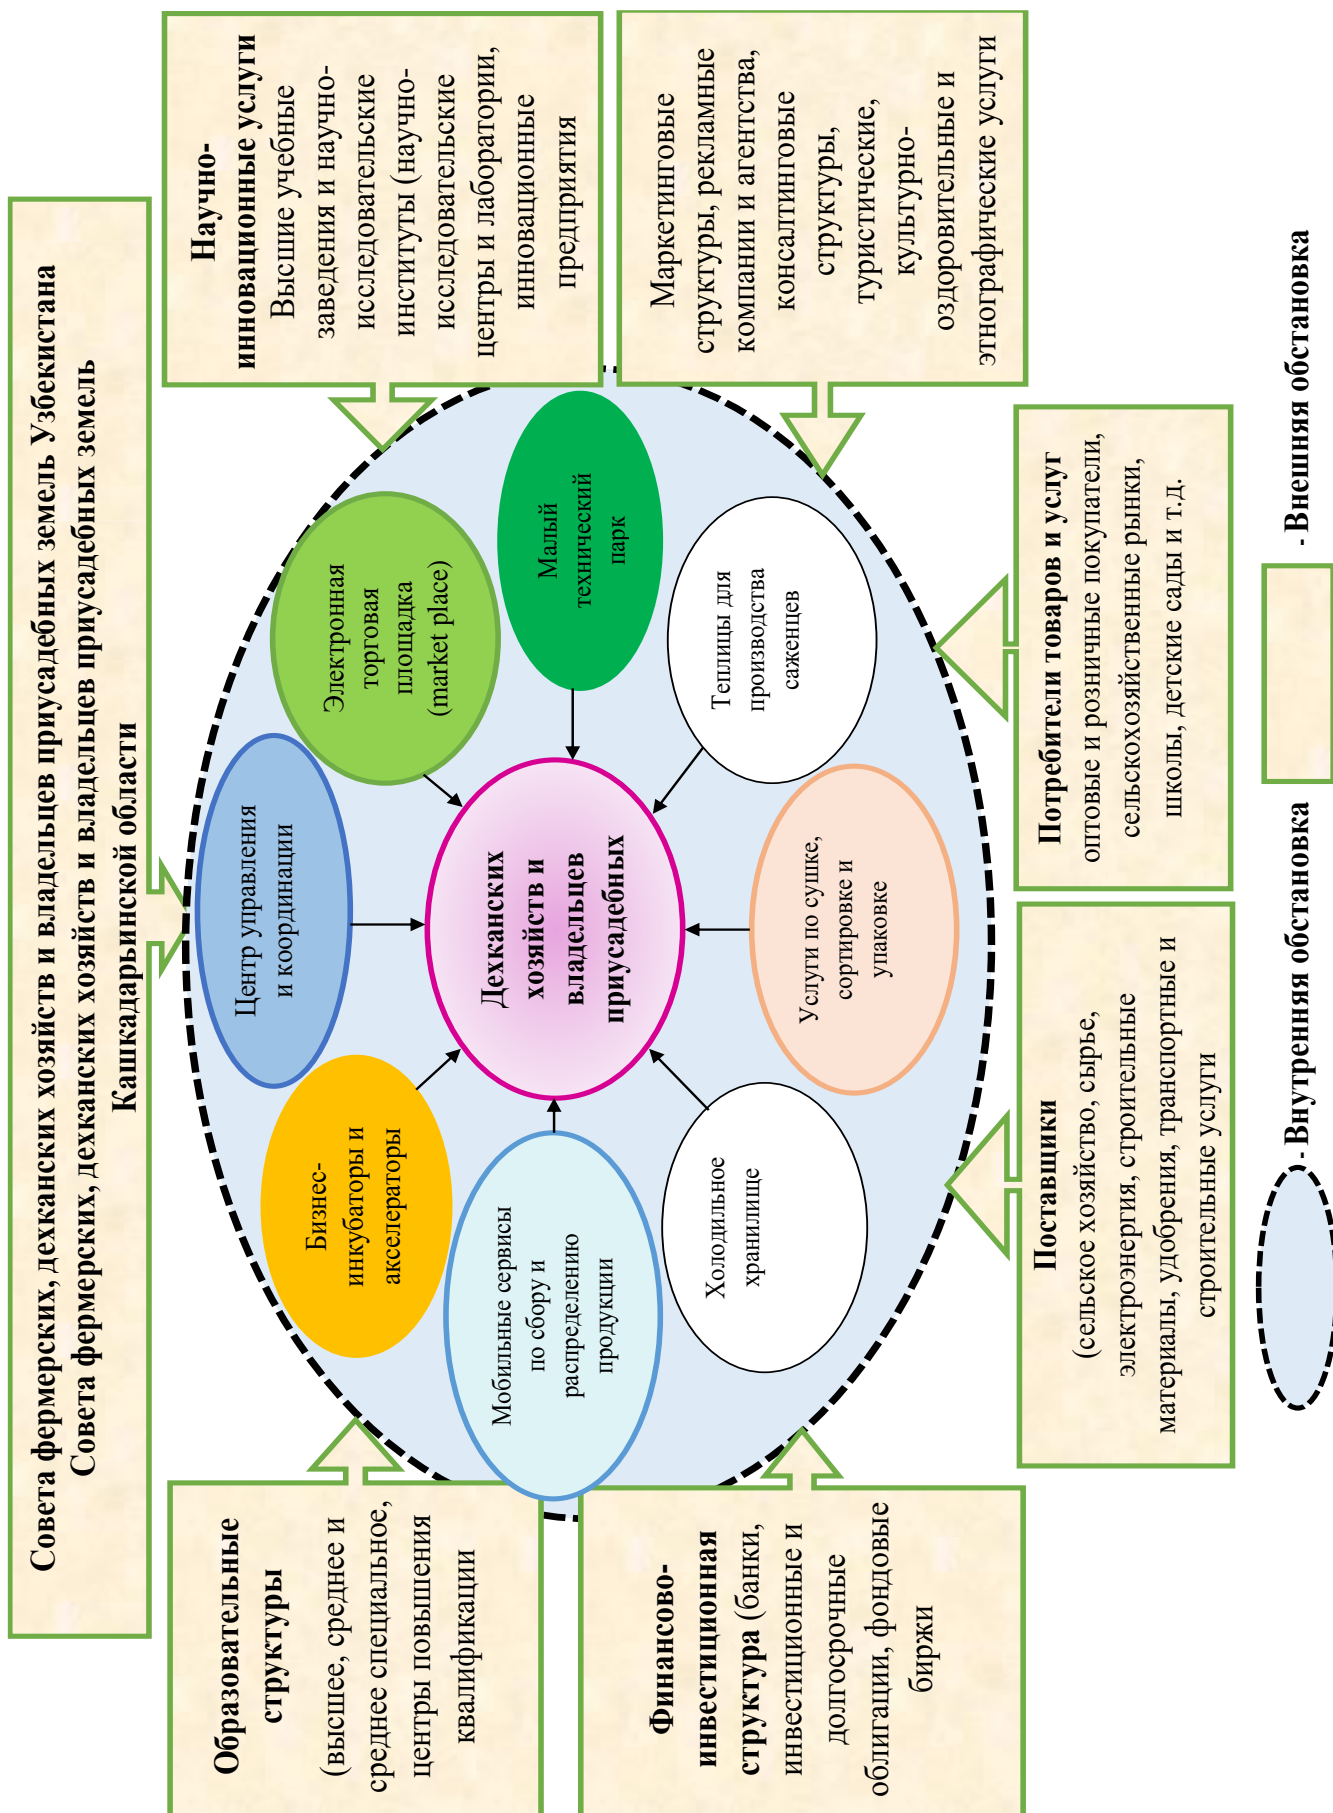 Совета фермерских, дехканских хозяйств и владельцев приусадебных земель Узбекистана
Совета фермерских, дехканских хозяйств и владельцев приусадебных земель
Кашкадарьинской области
Образовательные
структуры
(высшее, среднее и
среднее специальное,
центры повышения
квалификации
Финансово-
инвестиционная
структура (банки,
инвестиционные и
долгосрочные
облигации, фондовые
биржи
Бизнес-
инкубаторы и
акселераторы
Центр управления
и координации
Электронная
торговая
площадка
(market place)
Мобильные сервисы
по сбору и
распределению
продукции
Дехканских
хозяйств и
владельцев
приусадебных
Малый
технический
парк
Холодильное
хранилище
Услуги по сушке,
сортировке и
упаковке
Теплицы для
производства
саженцев
Научно-
инновационные услуги
Высшие учебные
заведения и научно-
исследовательские
институты (научно-
исследовательские
центры и лаборатории,
инновационные
предприятия
Маркетинговые
структуры, рекламные
компании и агентства,
консалтинговые
структуры,
туристические,
культурно-
оздоровительные и
этнографические услуги
Поставщики
(сельское хозяйство, сырье,
электроэнергия, строительные
материалы, удобрения, транспортные и
строительные услуги
Потребители товаров и услуг
оптовые и розничные покупатели,
сельскохозяйственные рынки,
школы, детские сады и т.д.
- Внутренняя обстановка
- Внешняя обстановка